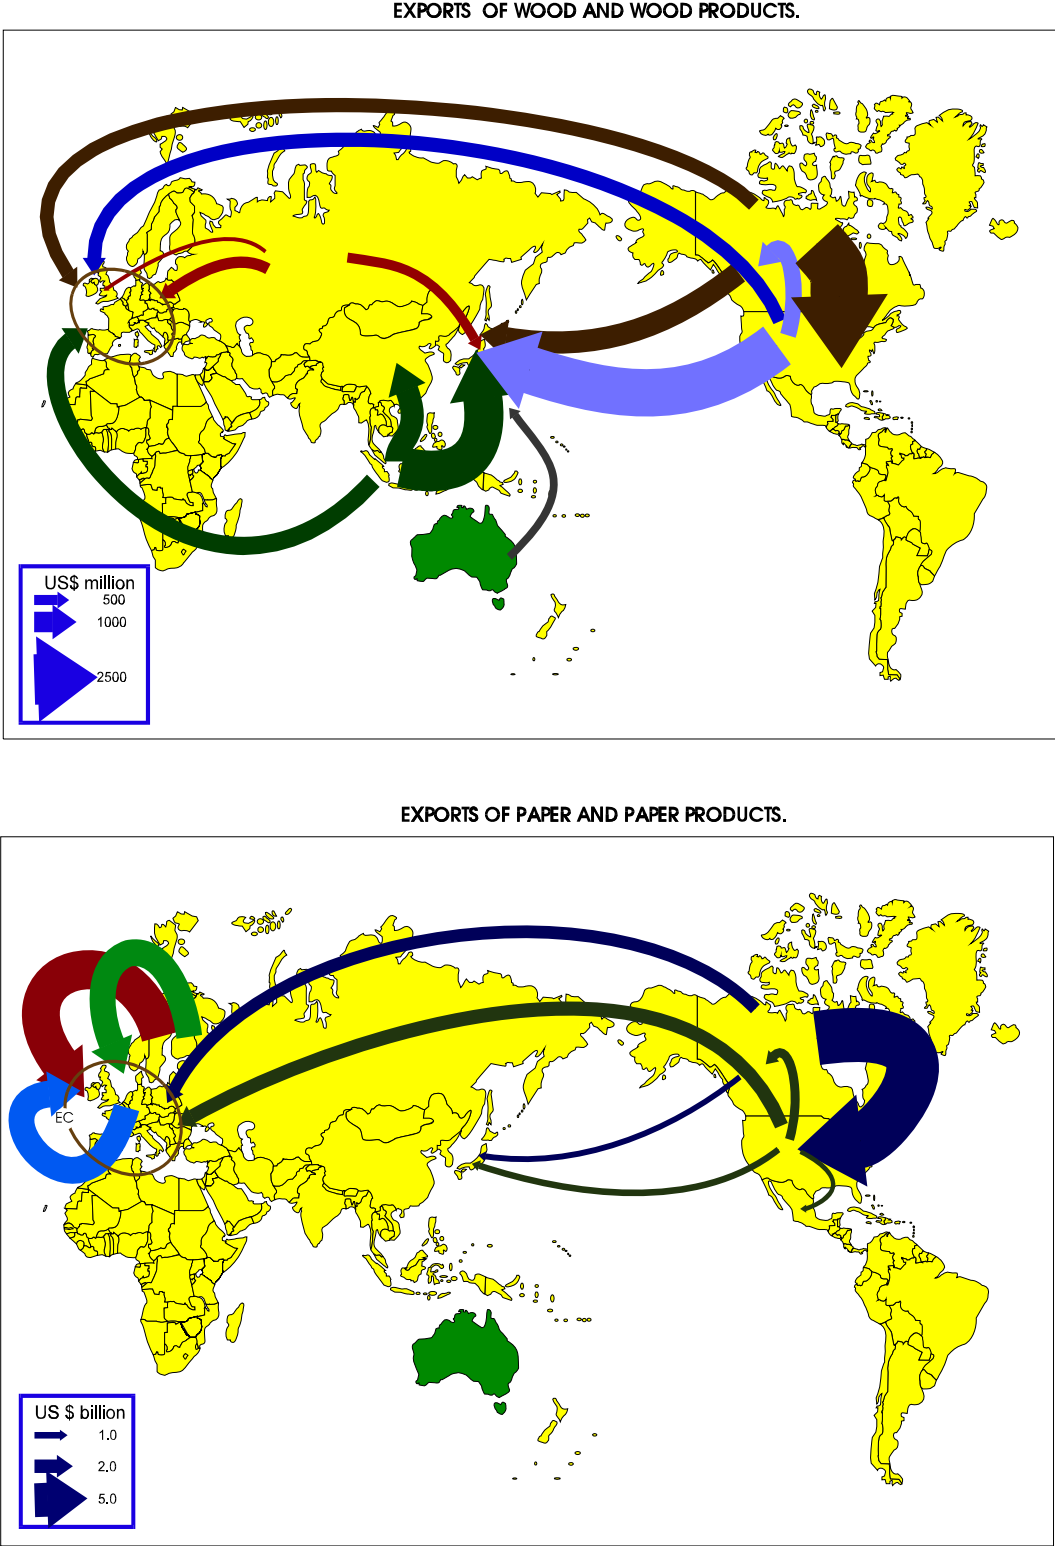 EXPORTS OF WOOD AND WOOD PRODUCTS.
US$ million
500
1000
2500
EXPORTS OF PAPER AND PAPER PRODUCTS.
EC
US $ billion
1.0
2.0
5.0